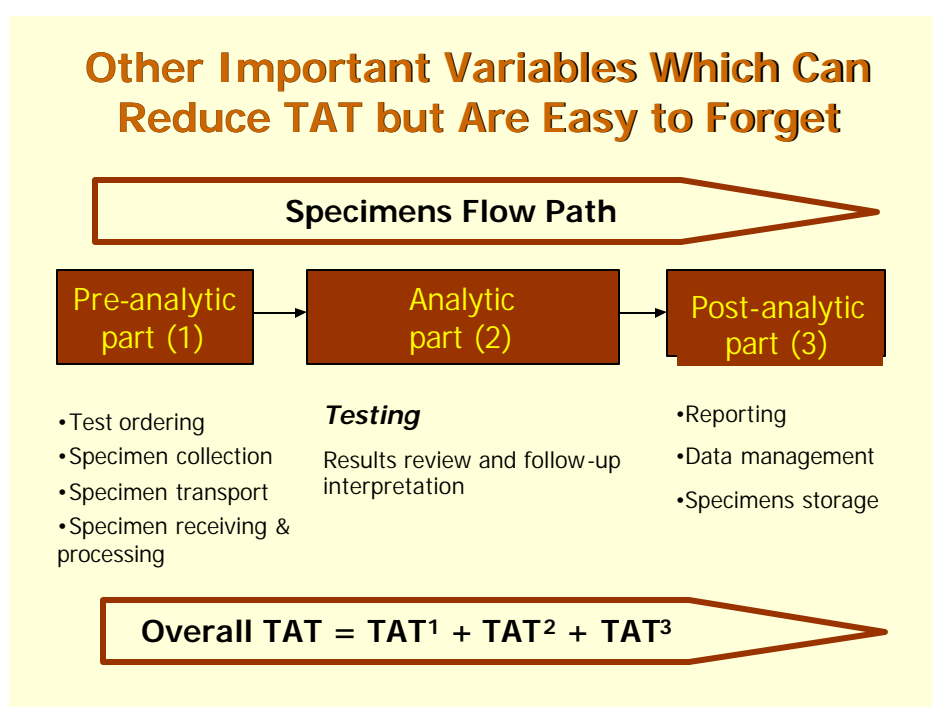 Other Important Variables Which Can
Reduce TAT but Are Easy to Forget
Specimens Flow Path
Pre-analytic
part (1)
Analytic
part (2)
Post-analytic
part (3)
•Test ordering
•Specimen collection
•Specimen transport
•Specimen receiving &
processing
Testing
Results review and follow-up
interpretation
•Reporting
•Data management
•Specimens storage
Overall TAT = TAT¹ + TAT² + TAT³